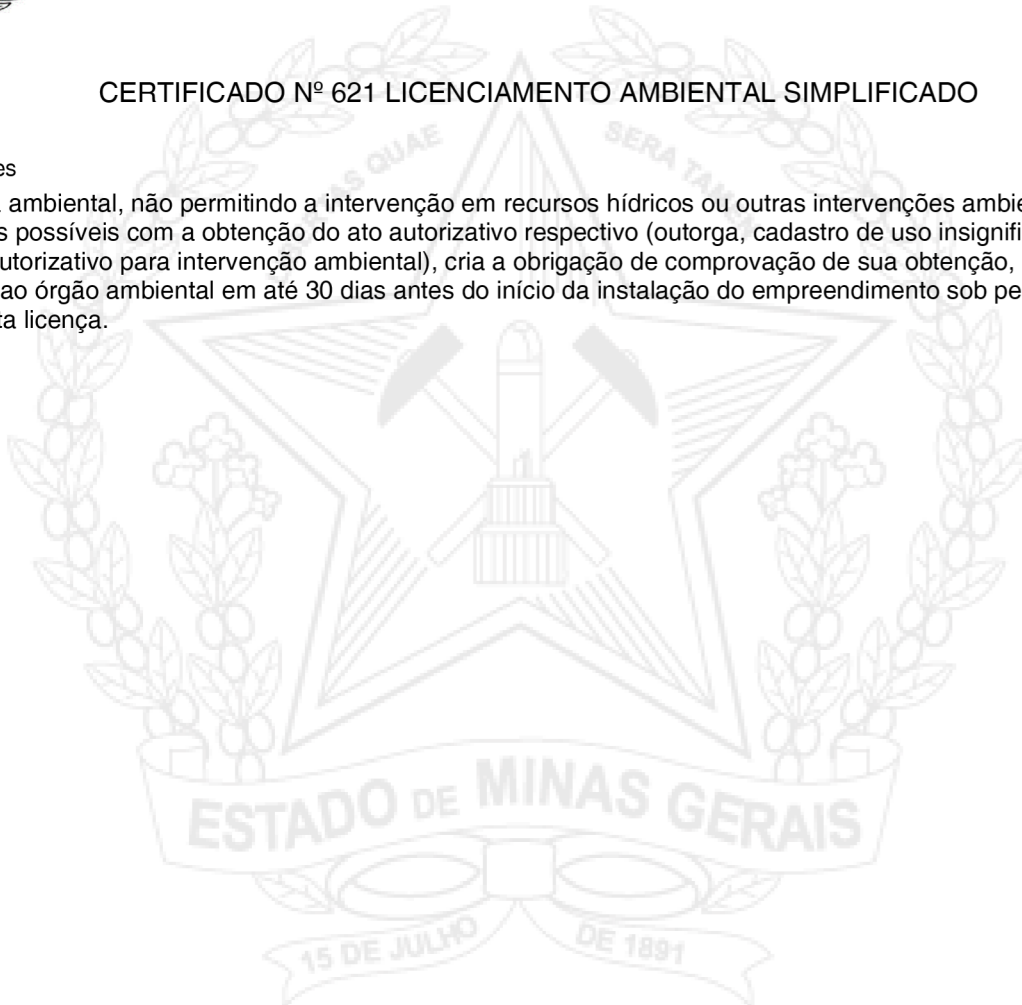 CERTIFICADO Nº 621 LICENCIAMENTO AMBIENTAL SIMPLIFICADO
QUAE SERA TAMEN
es
ambiental, não permitindo a intervenção em recursos hídricos ou outras intervenções ambie
s possíveis com a obtenção do ato autorizativo respectivo (outorga, cadastro de uso insignifi
utorizativo para intervenção ambiental), cria a obrigação de comprovação de sua obtenção,
ao órgão ambiental em até 30 dias antes do início da instalação do empreendimento sob pe
ta licença.
ESTADO DE MINAS GERAIS
15 DE JULHO DE 1891